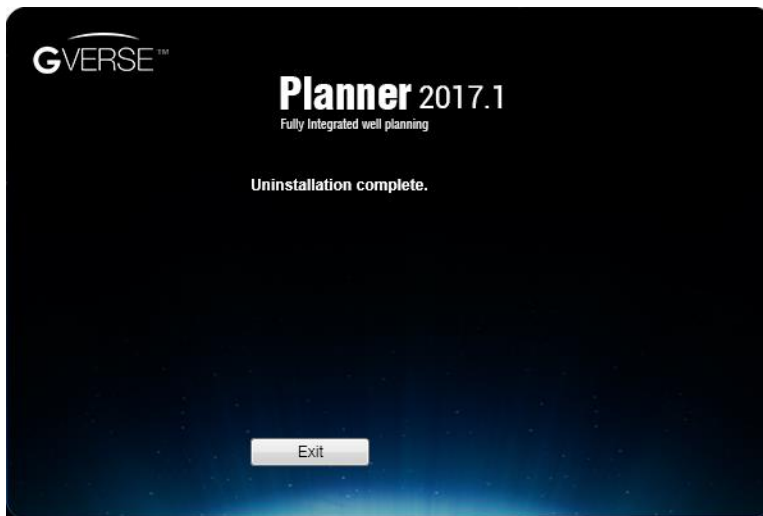 GVERSE™
Planner 2017.1
Fully Integrated well planning
Uninstallation complete.
Exit